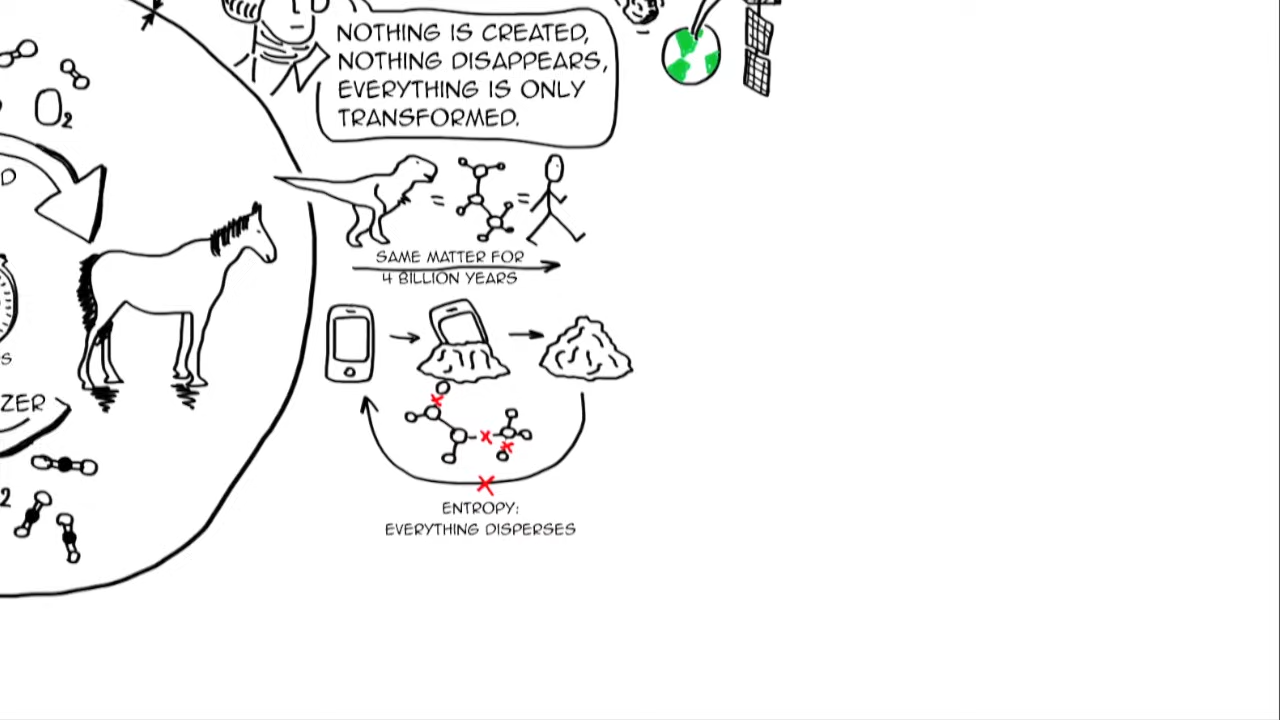 NOTHING IS CREATED,
NOTHING DISAPPEARS,
EVERYTHING IS ONLY
TRANSFORMED.
O2
SAME MATTER FOR
4 BILLION YEARS
ZER
2
ENTROPY:
EVERYTHING DISPERSES